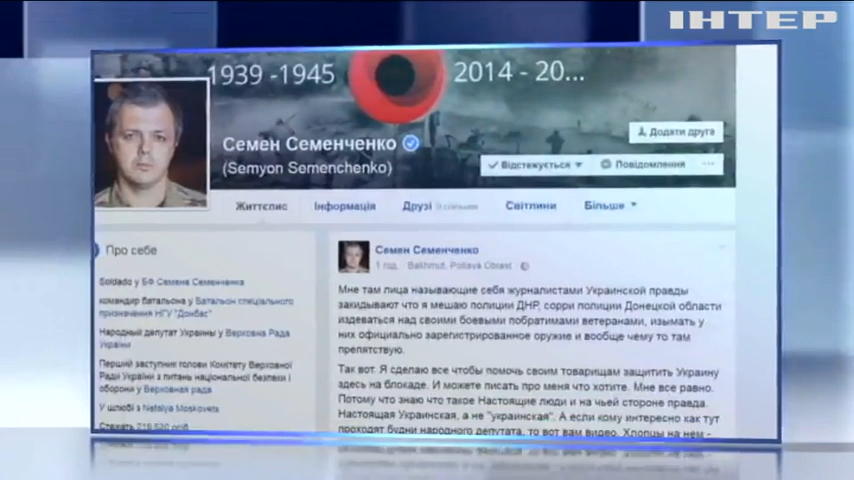 ІНТЕР
1939 -1945
2014 - 20...
Семен Семенченко
(Semyon Semenchenko)
Додати друга
Відстежується
Повідомлення
...
Життєпис
Інформація
Друзі
Світлини
Більше
Про себе
Soldado у БФ Семена Семенченка
командир батальона у Батальон спеціального
призначення НГУ "Донбас"
Народный депутат Украины у Верховна Рада
України
Перший заступник голови Комітету Верховної
Ради України з питань національної безпеки і
оборони у Верховная рада
У шлюбі з Natalya Moskovets
Семен Семенченко
1 год. Bakhmut, Poltava Oblast
Мне там лица называющие себя журналистами Украинской правды
закидывают что я мешаю полиции ДНР, сорри полиции Донецкой области
издеваться над своими боевыми побратимами ветеранами, изымать у
них официально зарегистрированное оружие и вообще чему то там
препятствую.
Так вот. Я сделаю все чтобы помочь своим товарищам защитить Украину
здесь на блокаде. И можете писать про меня что хотите. Мне все равно.
Потому что знаю что такое Настоящие люди и на чьей стороне правда.
Настоящая Украинская, а не "украинская". А если кому интересно как тут
проходят будни народного депутата, то вот вам видео. Хлопцы на нем -